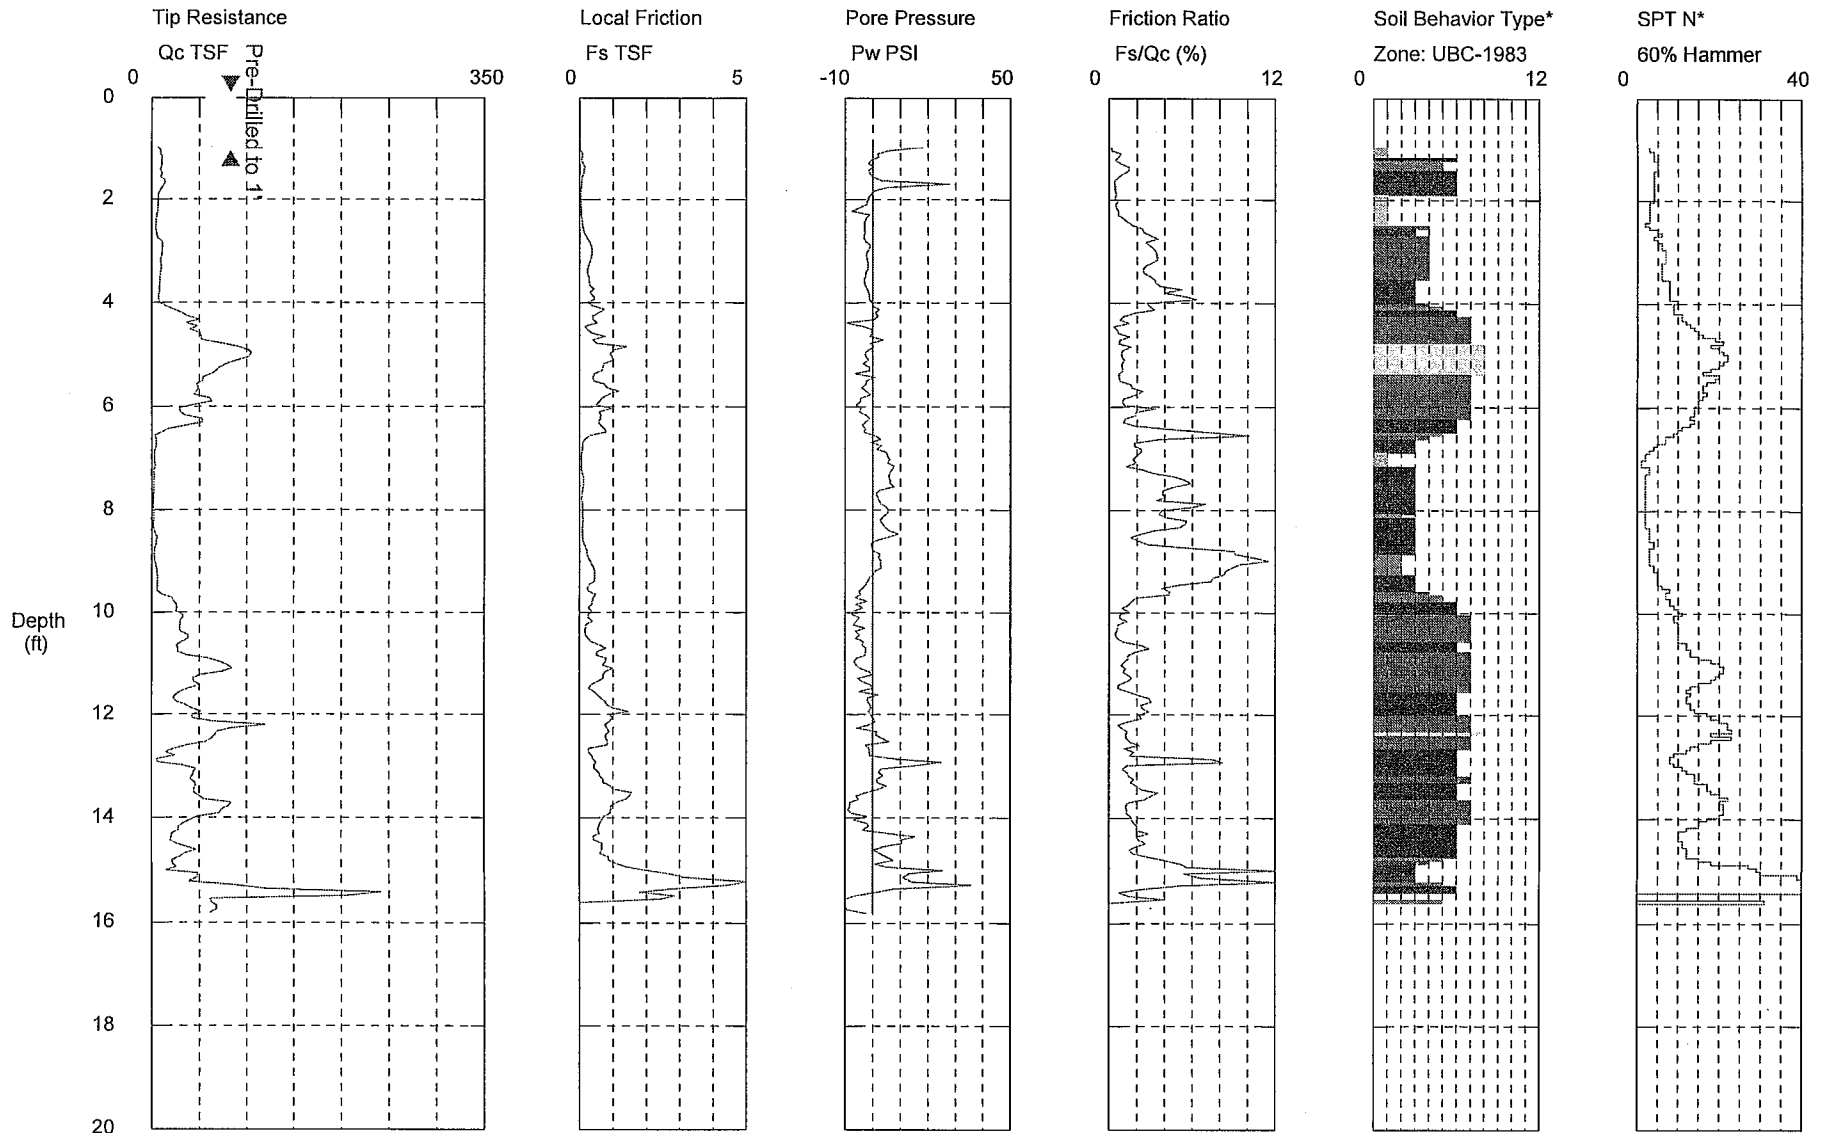 Tip Resistance
Local Friction
Pore Pressure
Friction Ratio
Soil Behavior Type*
SPT N*
Qc TSF
Fs TSF
Pw PSI
Fs/Qc (%)
Zone: UBC-1983
60% Hammer
0 350
0 5
-10 50
0 12
0 12
0 40
Pre-Drilled to 1'
0
2
4
6
8
10
Depth
(ft)
12
14
16
18
20